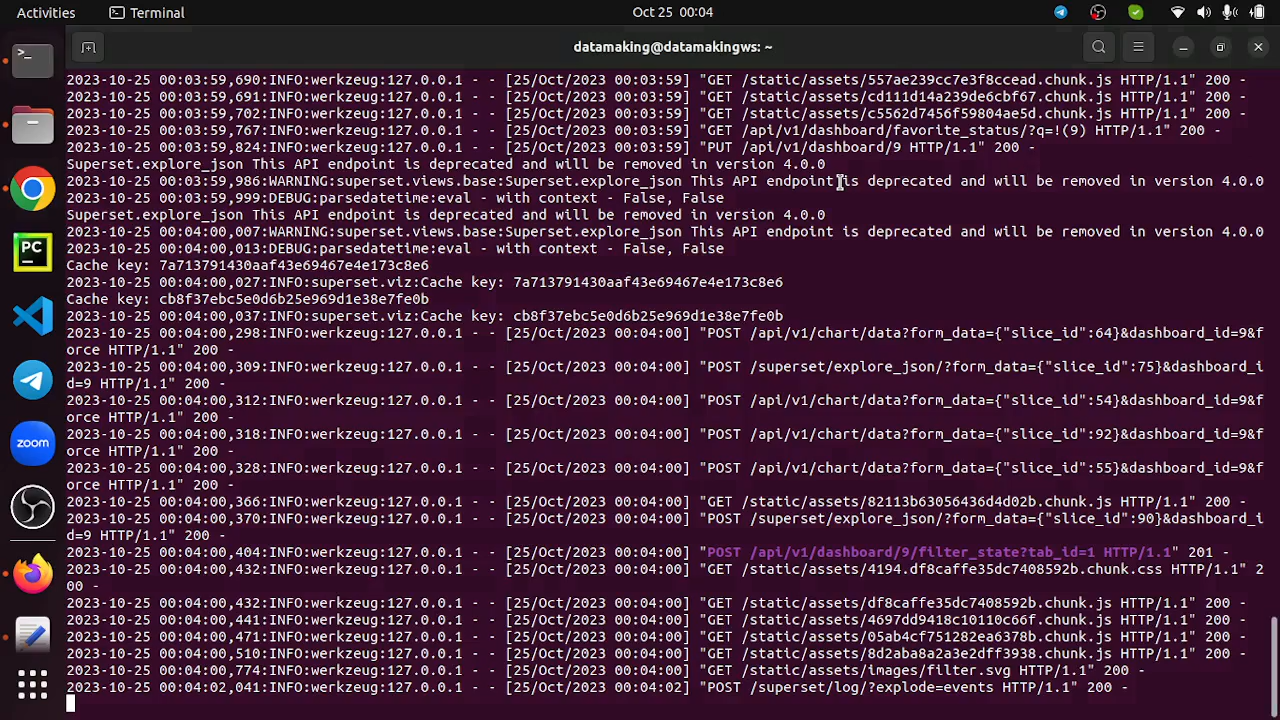 Activities
Terminal
Oct 25 00:04
datamaking@datamakingws: ~
2023-10-25 00:03:59,690:INFO:werkzeug:127.0.0.1 - - [25/Oct/2023 00:03:59] "GET /static/assets/557ae239cc7e3f8ccead.chunk.js HTTP/1.1" 200 -
2023-10-25 00:03:59,691:INFO:werkzeug:127.0.0.1 - - [25/Oct/2023 00:03:59] "GET /static/assets/cd111d14a239de6cbf67.chunk.js HTTP/1.1" 200 -
2023-10-25 00:03:59,702:INFO:werkzeug:127.0.0.1 - - [25/Oct/2023 00:03:59] "GET /static/assets/c5562d7456f59804ae5d.chunk.js HTTP/1.1" 200 -
2023-10-25 00:03:59,767:INFO:werkzeug:127.0.0.1 - - [25/Oct/2023 00:03:59] "GET /api/v1/dashboard/favorite_status/?q=!(9) HTTP/1.1" 200 -
2023-10-25 00:03:59,824:INFO:werkzeug:127.0.0.1 - - [25/Oct/2023 00:03:59] "PUT /api/v1/dashboard/9 HTTP/1.1" 200 -
Superset.explore_json This API endpoint is deprecated and will be removed in version 4.0.0
2023-10-25 00:03:59,986:WARNING:superset.views.base:Superset.explore_json This API endpoint is deprecated and will be removed in version 4.0.0
2023-10-25 00:03:59,999:DEBUG:parsedatetime:eval - with context - False, False
Superset.explore_json This API endpoint is deprecated and will be removed in version 4.0.0
2023-10-25 00:04:00,007:WARNING:superset.views.base:Superset.explore_json This API endpoint is deprecated and will be removed in version 4.0.0
2023-10-25 00:04:00,013:DEBUG:parsedatetime:eval - with context - False, False
Cache key: 7a713791430aaf43e69467e4e173c8e6
2023-10-25 00:04:00,027:INFO:superset.viz:Cache key: 7a713791430aaf43e69467e4e173c8e6
Cache key: cb8f37ebc5e0d6b25e969d1e38e7fe0b
2023-10-25 00:04:00,037:INFO:superset.viz:Cache key: cb8f37ebc5e0d6b25e969d1e38e7fe0b
2023-10-25 00:04:00,298:INFO:werkzeug:127.0.0.1 - - [25/Oct/2023 00:04:00] "POST /api/v1/chart/data?form_data={"slice_id":64}&dashboard_id=9&f
orce HTTP/1.1" 200 -
2023-10-25 00:04:00,309:INFO:werkzeug:127.0.0.1 - - [25/Oct/2023 00:04:00] "POST /superset/explore_json/?form_data={"slice_id":75}&dashboard_i
d=9 HTTP/1.1" 200 -
2023-10-25 00:04:00,312:INFO:werkzeug:127.0.0.1 - - [25/Oct/2023 00:04:00] "POST /api/v1/chart/data?form_data={"slice_id":54}&dashboard_id=9&f
orce HTTP/1.1" 200 -
2023-10-25 00:04:00,318:INFO:werkzeug:127.0.0.1 - - [25/Oct/2023 00:04:00] "POST /api/v1/chart/data?form_data={"slice_id":92}&dashboard_id=9&f
orce HTTP/1.1" 200 -
2023-10-25 00:04:00,328:INFO:werkzeug:127.0.0.1 - - [25/Oct/2023 00:04:00] "POST /api/v1/chart/data?form_data={"slice_id":55}&dashboard_id=9&f
orce HTTP/1.1" 200 -
2023-10-25 00:04:00,366:INFO:werkzeug:127.0.0.1 - - [25/Oct/2023 00:04:00] "GET /static/assets/82113b63056436d4d02b.chunk.js HTTP/1.1" 200 -
2023-10-25 00:04:00,370:INFO:werkzeug:127.0.0.1 - - [25/Oct/2023 00:04:00] "POST /superset/explore_json/?form_data={"slice_id":90}&dashboard_i
d=9 HTTP/1.1" 200 -
2023-10-25 00:04:00,404:INFO:werkzeug:127.0.0.1 - - [25/Oct/2023 00:04:00] "POST /api/v1/dashboard/9/filter_state?tab_id=1 HTTP/1.1" 201 -
2023-10-25 00:04:00,432:INFO:werkzeug:127.0.0.1 - - [25/Oct/2023 00:04:00] "GET /static/assets/4194.df8caffe35dc7408592b.chunk.css HTTP/1.1" 2
00 -
2023-10-25 00:04:00,432:INFO:werkzeug:127.0.0.1 - - [25/Oct/2023 00:04:00] "GET /static/assets/df8caffe35dc7408592b.chunk.js HTTP/1.1" 200 -
2023-10-25 00:04:00,441:INFO:werkzeug:127.0.0.1 - - [25/Oct/2023 00:04:00] "GET /static/assets/4697dd9418c10110c66f.chunk.js HTTP/1.1" 200 -
2023-10-25 00:04:00,471:INFO:werkzeug:127.0.0.1 - - [25/Oct/2023 00:04:00] "GET /static/assets/05ab4cf751282ea6378b.chunk.js HTTP/1.1" 200 -
2023-10-25 00:04:00,510:INFO:werkzeug:127.0.0.1 - - [25/Oct/2023 00:04:00] "GET /static/assets/8d2aba8a2a3e2dff3938.chunk.js HTTP/1.1" 200 -
2023-10-25 00:04:00,774:INFO:werkzeug:127.0.0.1 - - [25/Oct/2023 00:04:00] "GET /static/assets/images/filter.svg HTTP/1.1" 200 -
2023-10-25 00:04:02,041:INFO:werkzeug:127.0.0.1 - - [25/Oct/2023 00:04:02] "POST /superset/log/?explode=events HTTP/1.1" 200 -
PC
zoom